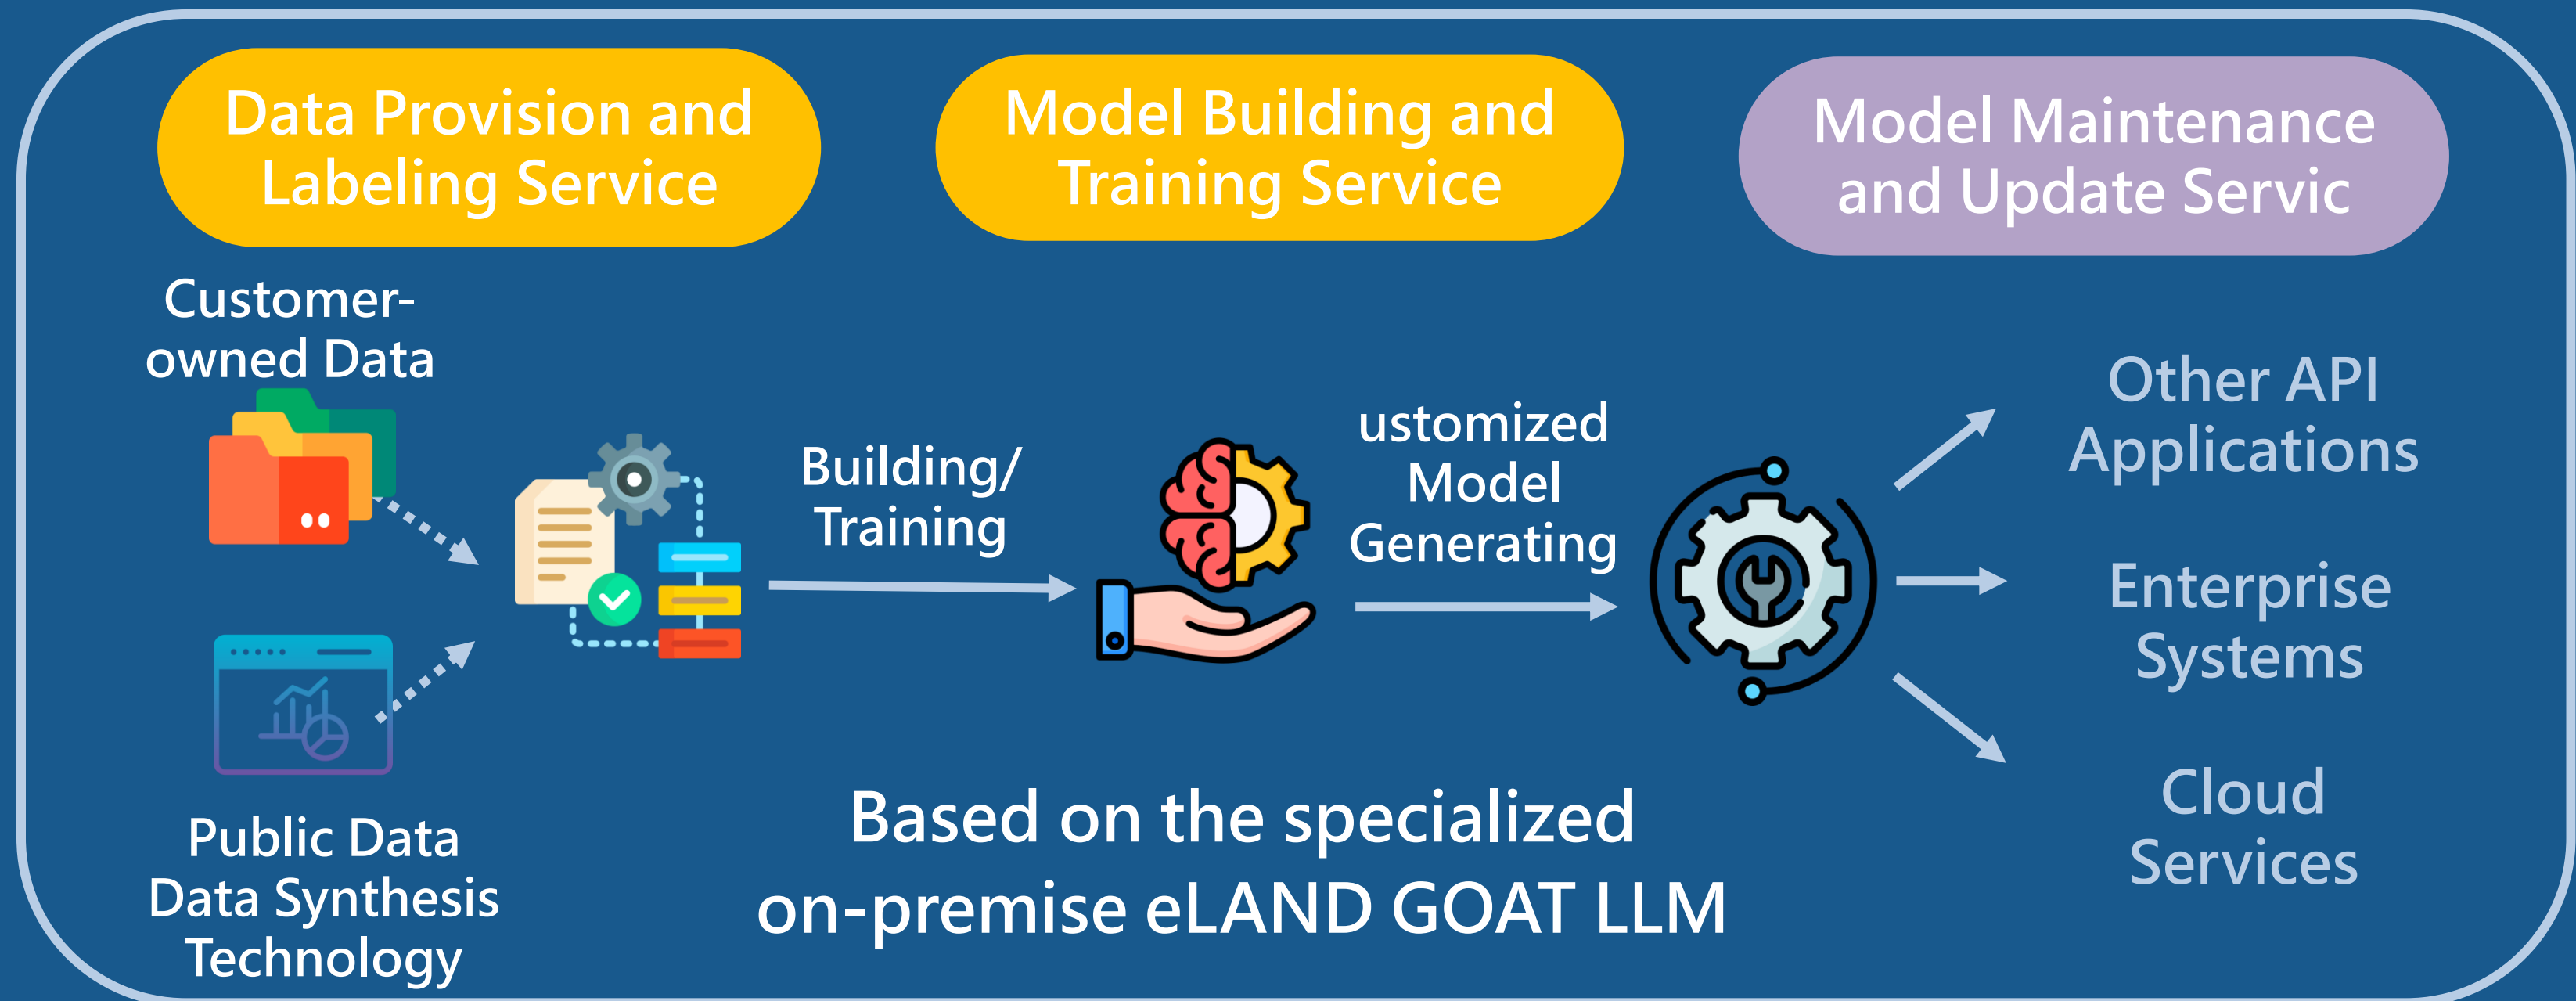 Data Provision and
Labeling Service
Model Building and
Training Service
Model Maintenance
and Update Servic
Customer-
owned Data
Public Data
Data Synthesis
Technology
Building/
Training
ustomized
Model
Generating
Other API
Applications
Enterprise
Systems
Cloud
Services
Based on the specialized
on-premise eLAND GOAT LLM